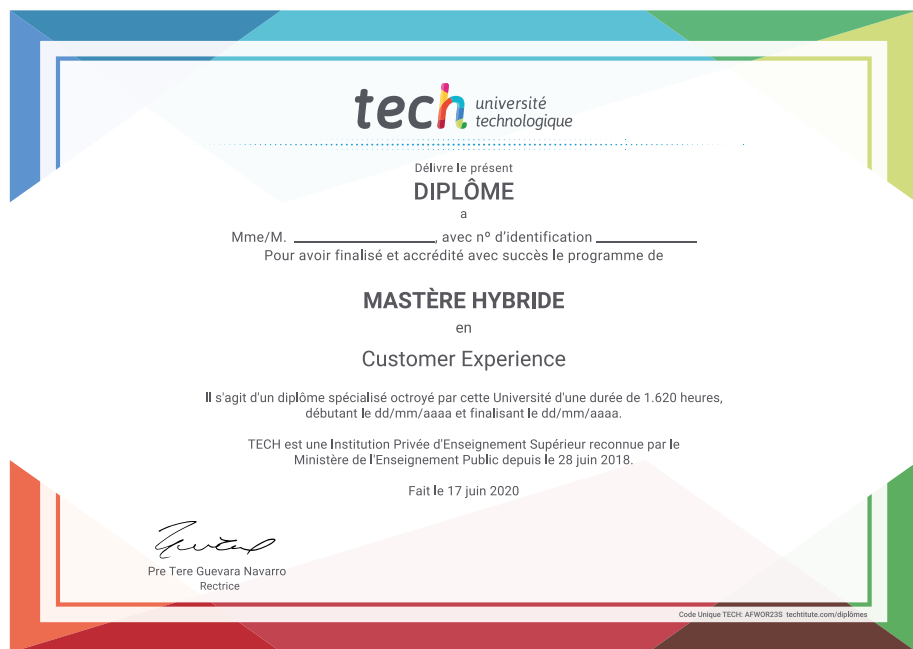 tech université
technologique
Délivre le présent
DIPLÔME
a
Mme/M. ____________, avec nº d'identification ____________
Pour avoir finalisé et accrédité avec succès le programme de
MASTÈRE HYBRIDE
en
Customer Experience
Il s'agit d'un diplôme spécialisé octroyé par cette Université d'une durée de 1.620 heures,
débutant le dd/mm/aaaa et finalisant le dd/mm/aaaa.
TECH est une Institution Privée d'Enseignement Supérieur reconnue par le
Ministère de l'Enseignement Public depuis le 28 juin 2018.
Fait le 17 juin 2020
Pre Tere Guevara Navarro
Rectrice
Code Unique TECH: AFWOR23S techtitute.com/diplômes